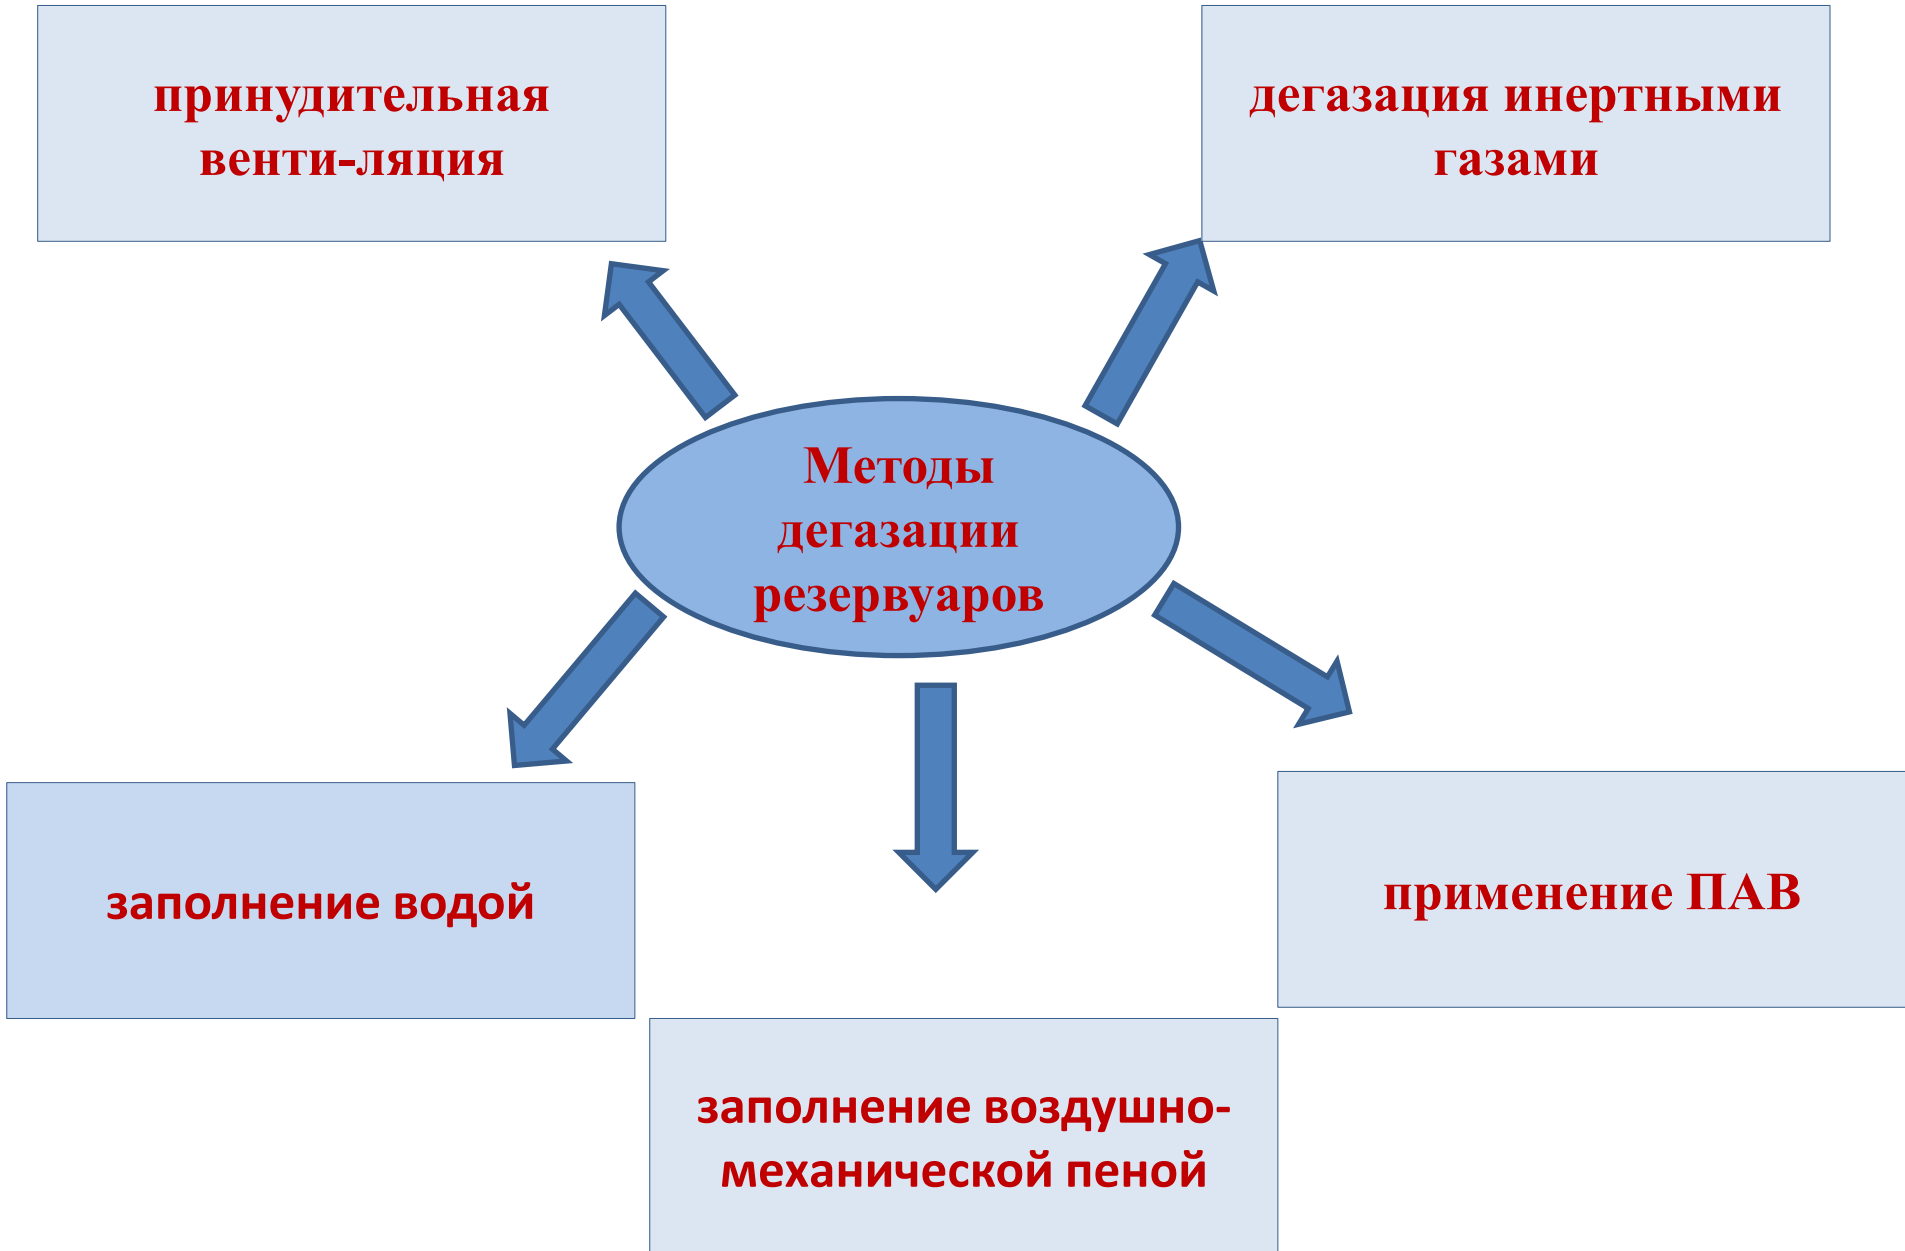 принудительная
венти-ляция
дегазация инертными
газами
Методы
дегазации
резервуаров
заполнение водой
применение ПАВ
заполнение воздушно-
механической пеной